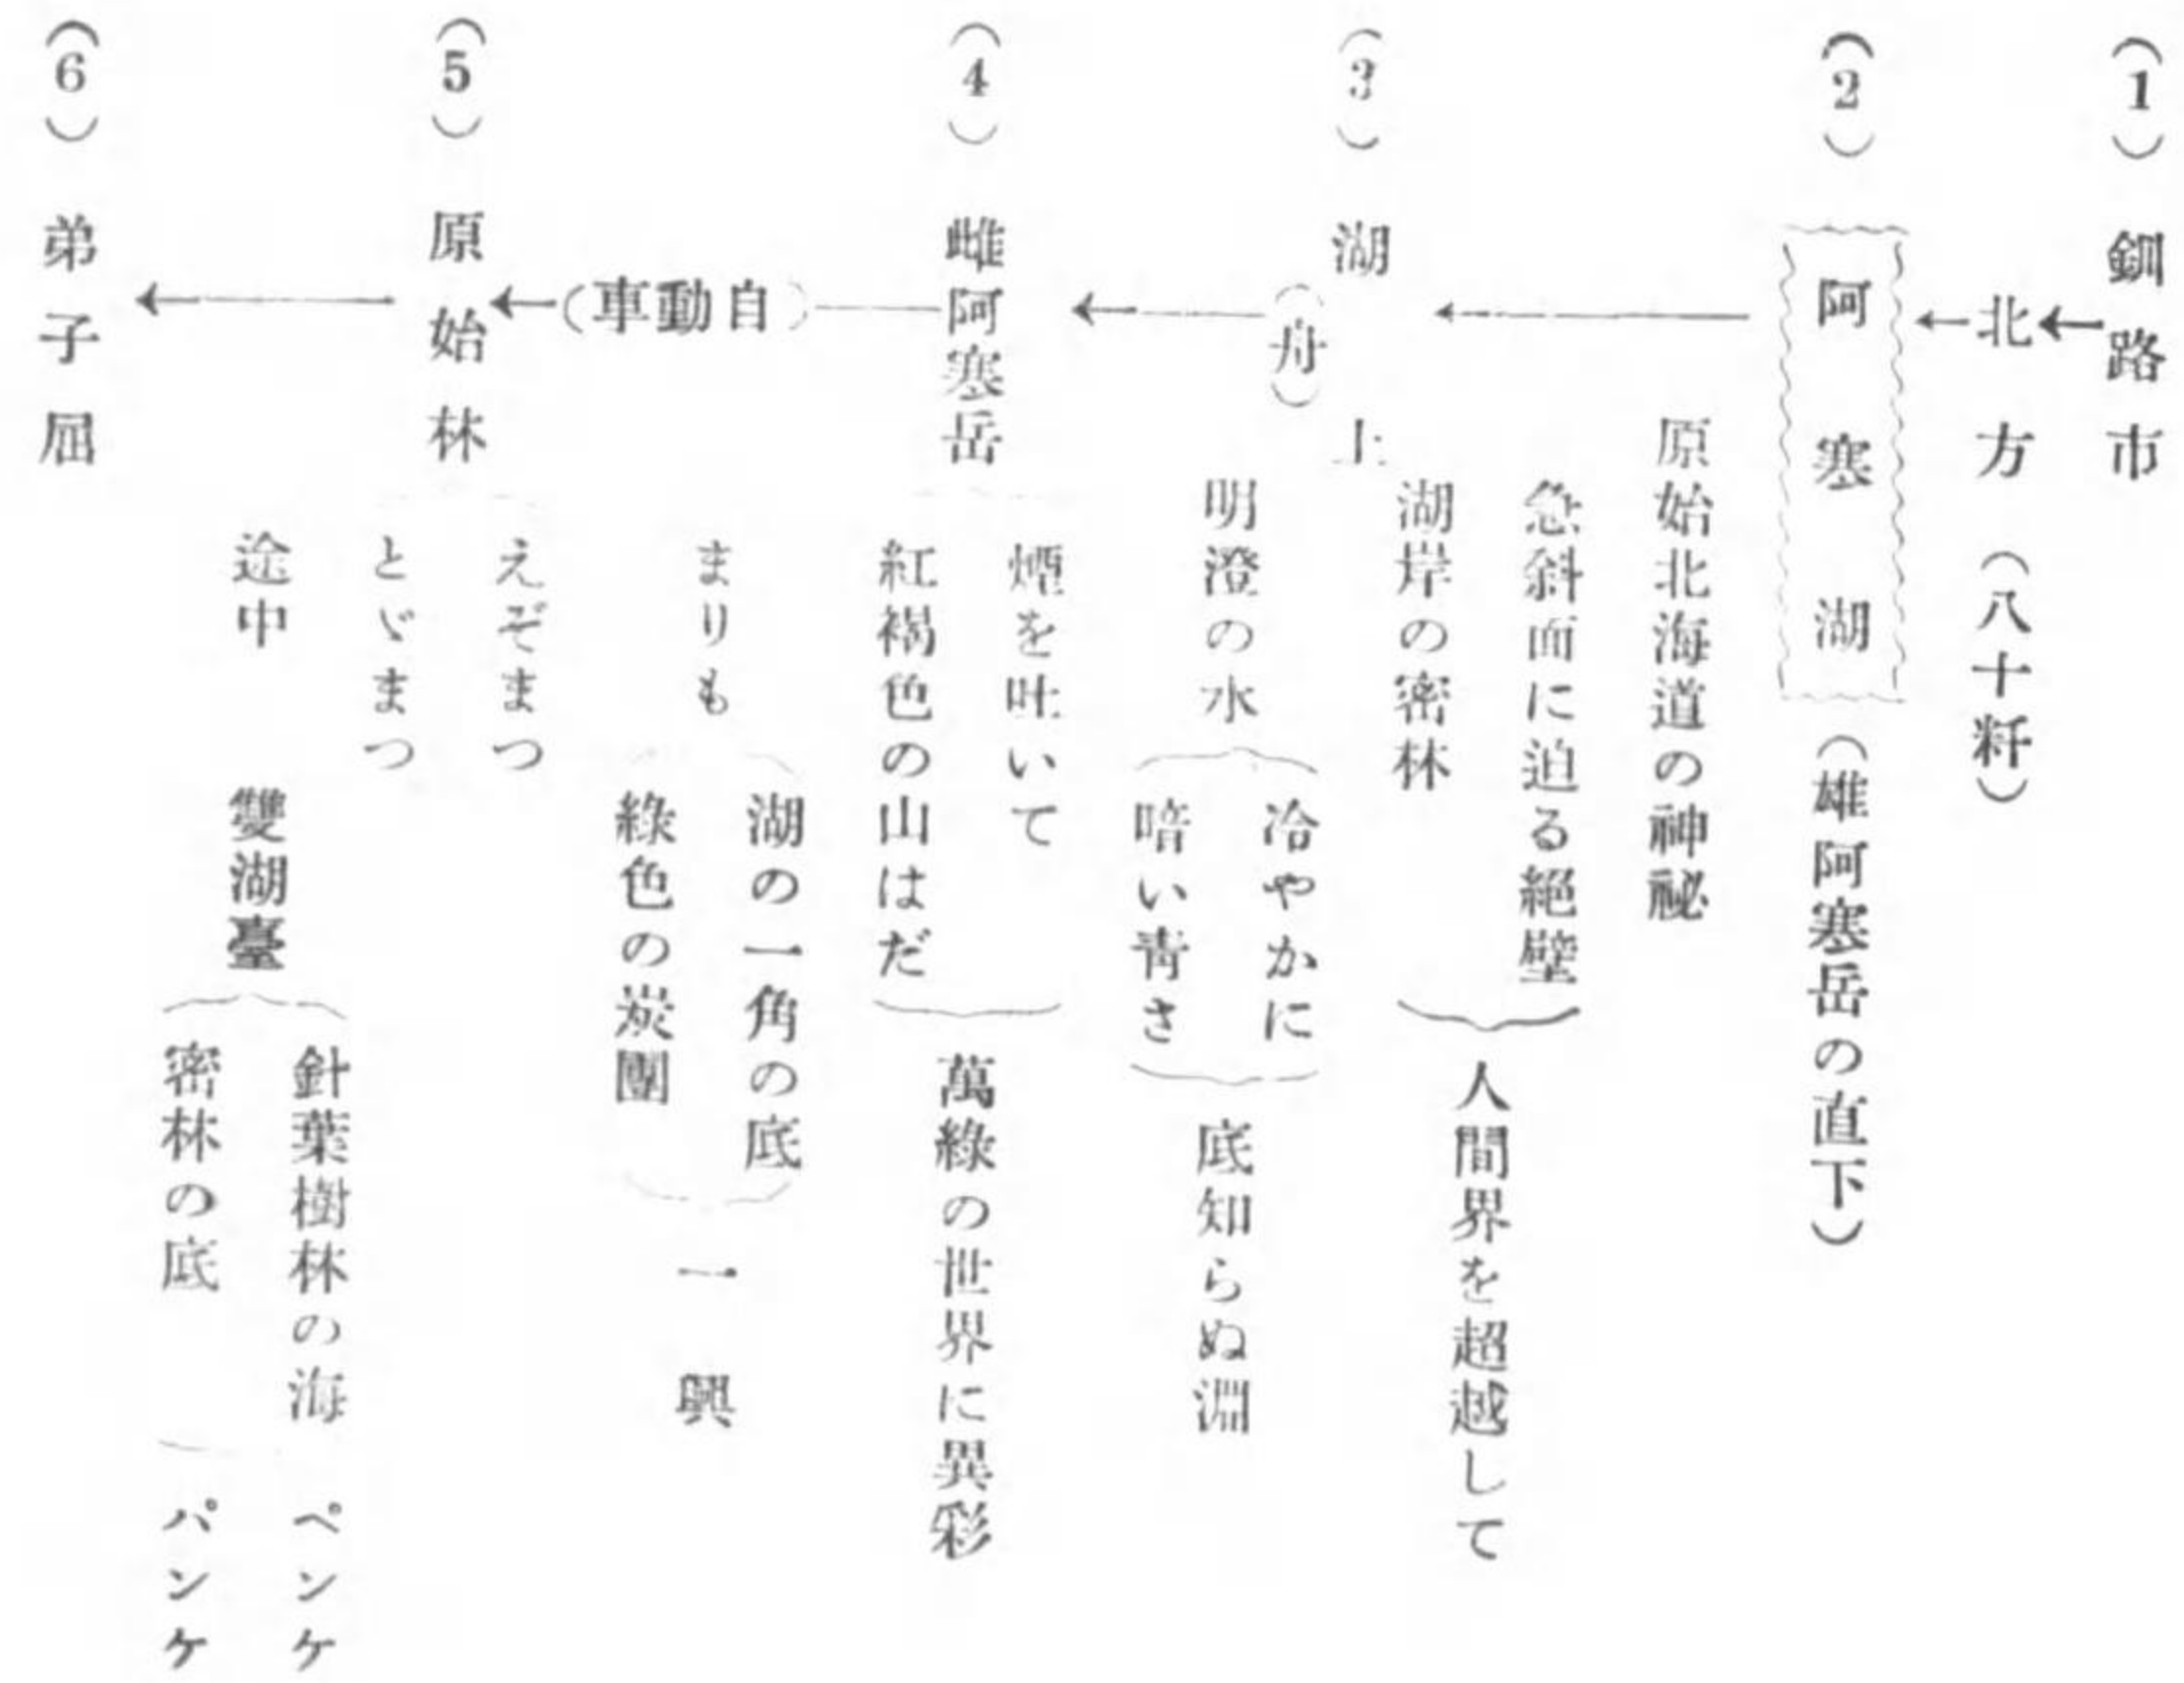 (1) 釧路市
北方(八十粁)
(2) 阿寒湖(雄阿寒岳の直下)
原始北海道の神祕
急斜面に迫る絕壁
湖岸の密林
人間界を超越して
(3) 湖上
(舟)
明澄の水
冷やかに
暗い靑さ
底知らぬ淵
(4) 雌阿寒岳
煙を吐いて
紅褐色の山はだ
萬綠の世界に異彩
(自動車)
まりも
湖の一角の底
綠色の炭團
一興
(5) 原始林
えぞまつ
とゞまつ
途中 雙湖臺
針葉樹林の海
密林の底
ペンケ
パンケ
(6) 弟子屈